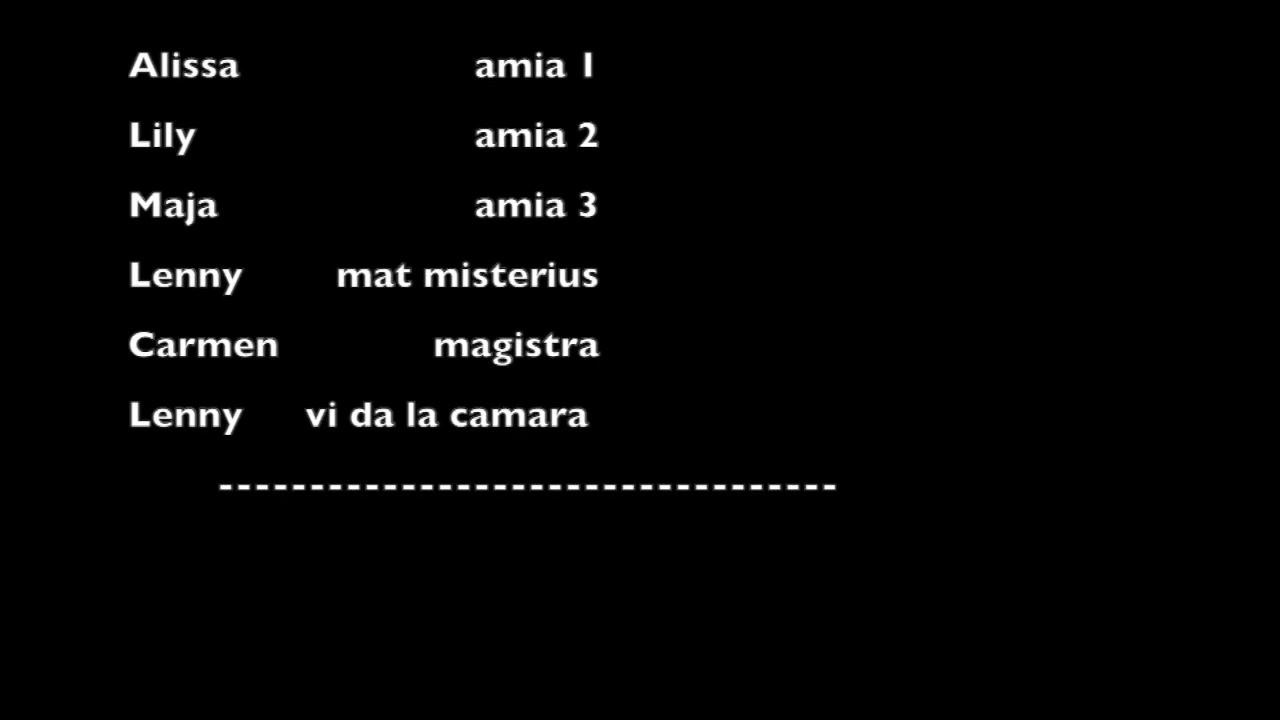 Alissa amia 1
Lily amia 2
Maja amia 3
Lenny mat misterius
Carmen magistra
Lenny vi da la camara
----------------------------------